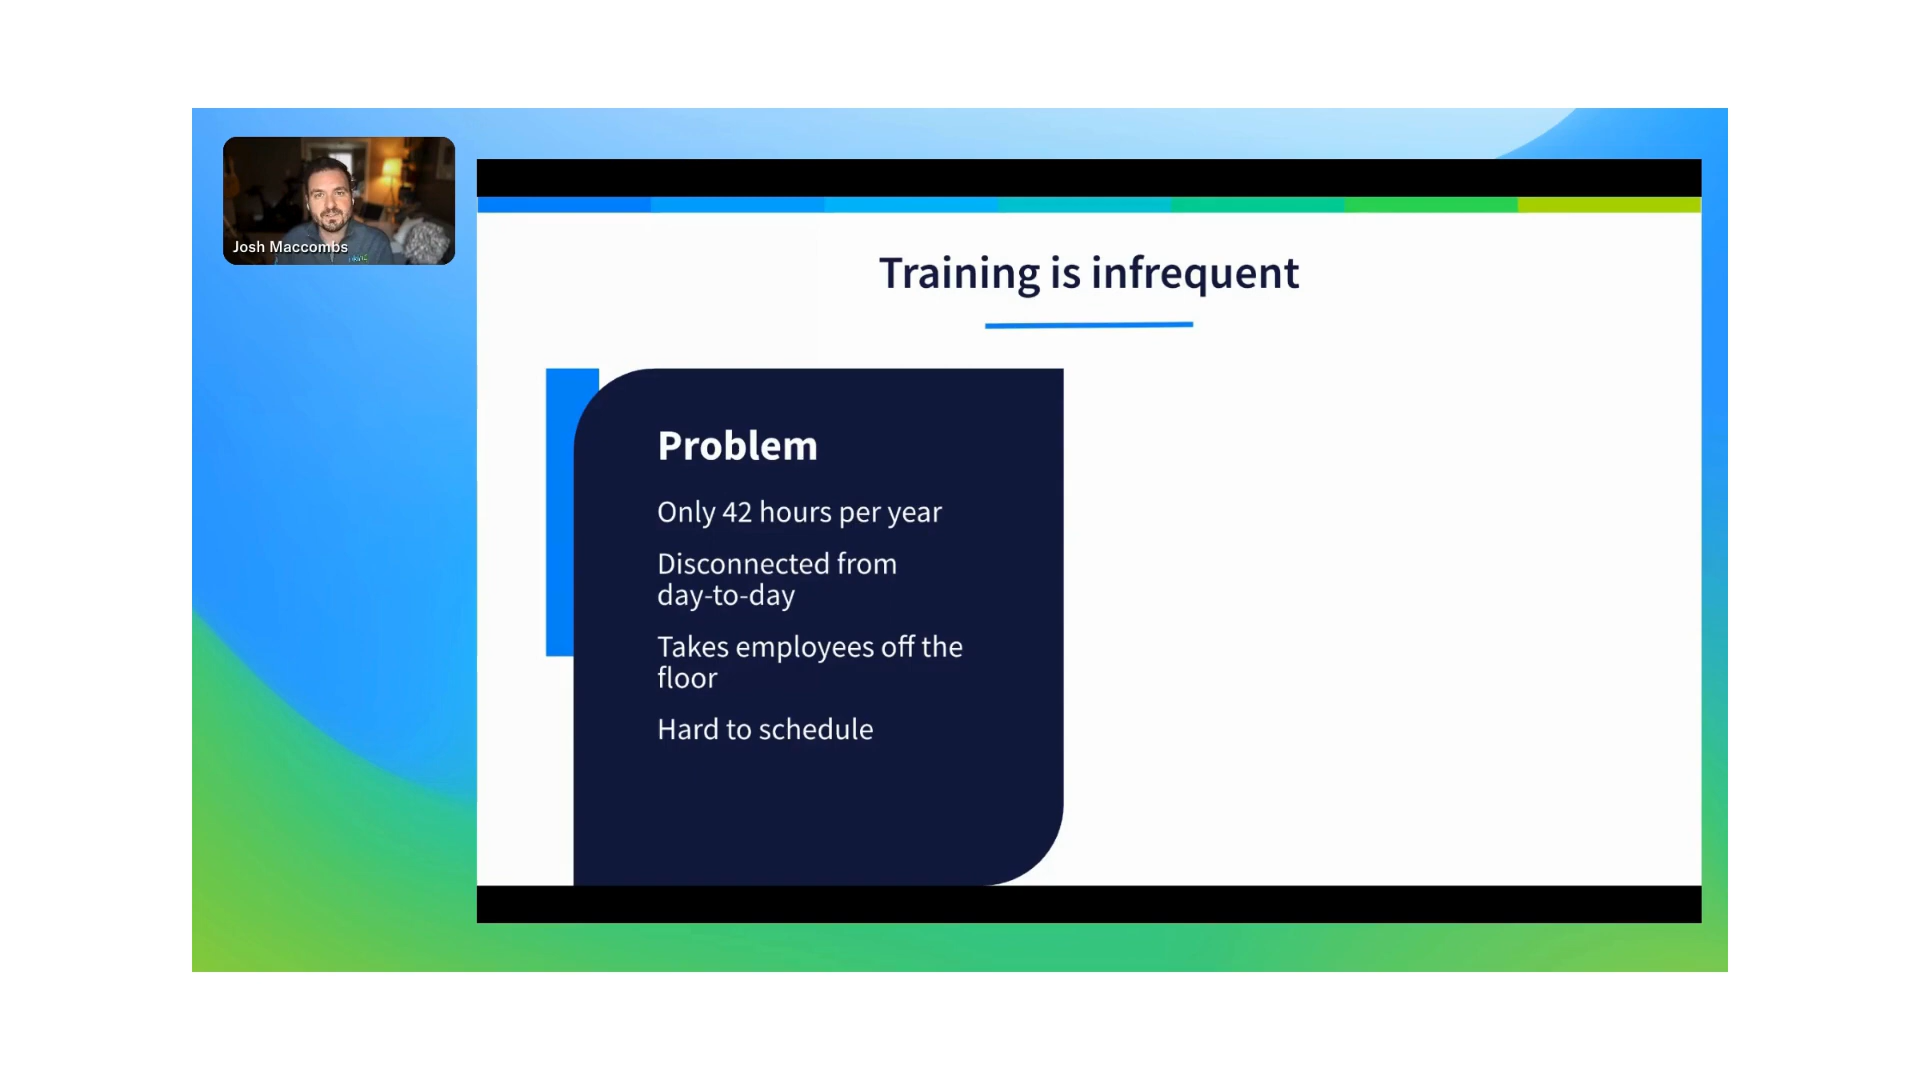 Josh Maccombs
Training is infrequent
Problem
Only 42 hours per year
Disconnected from
day-to-day
Takes employees off the
floor
Hard to schedule